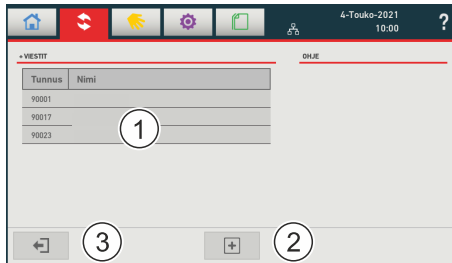 4-Touko-2021
10:00
?
VIESTIT
OHJE
Tunnus Nimi
90001
90017
90023
1
3
2